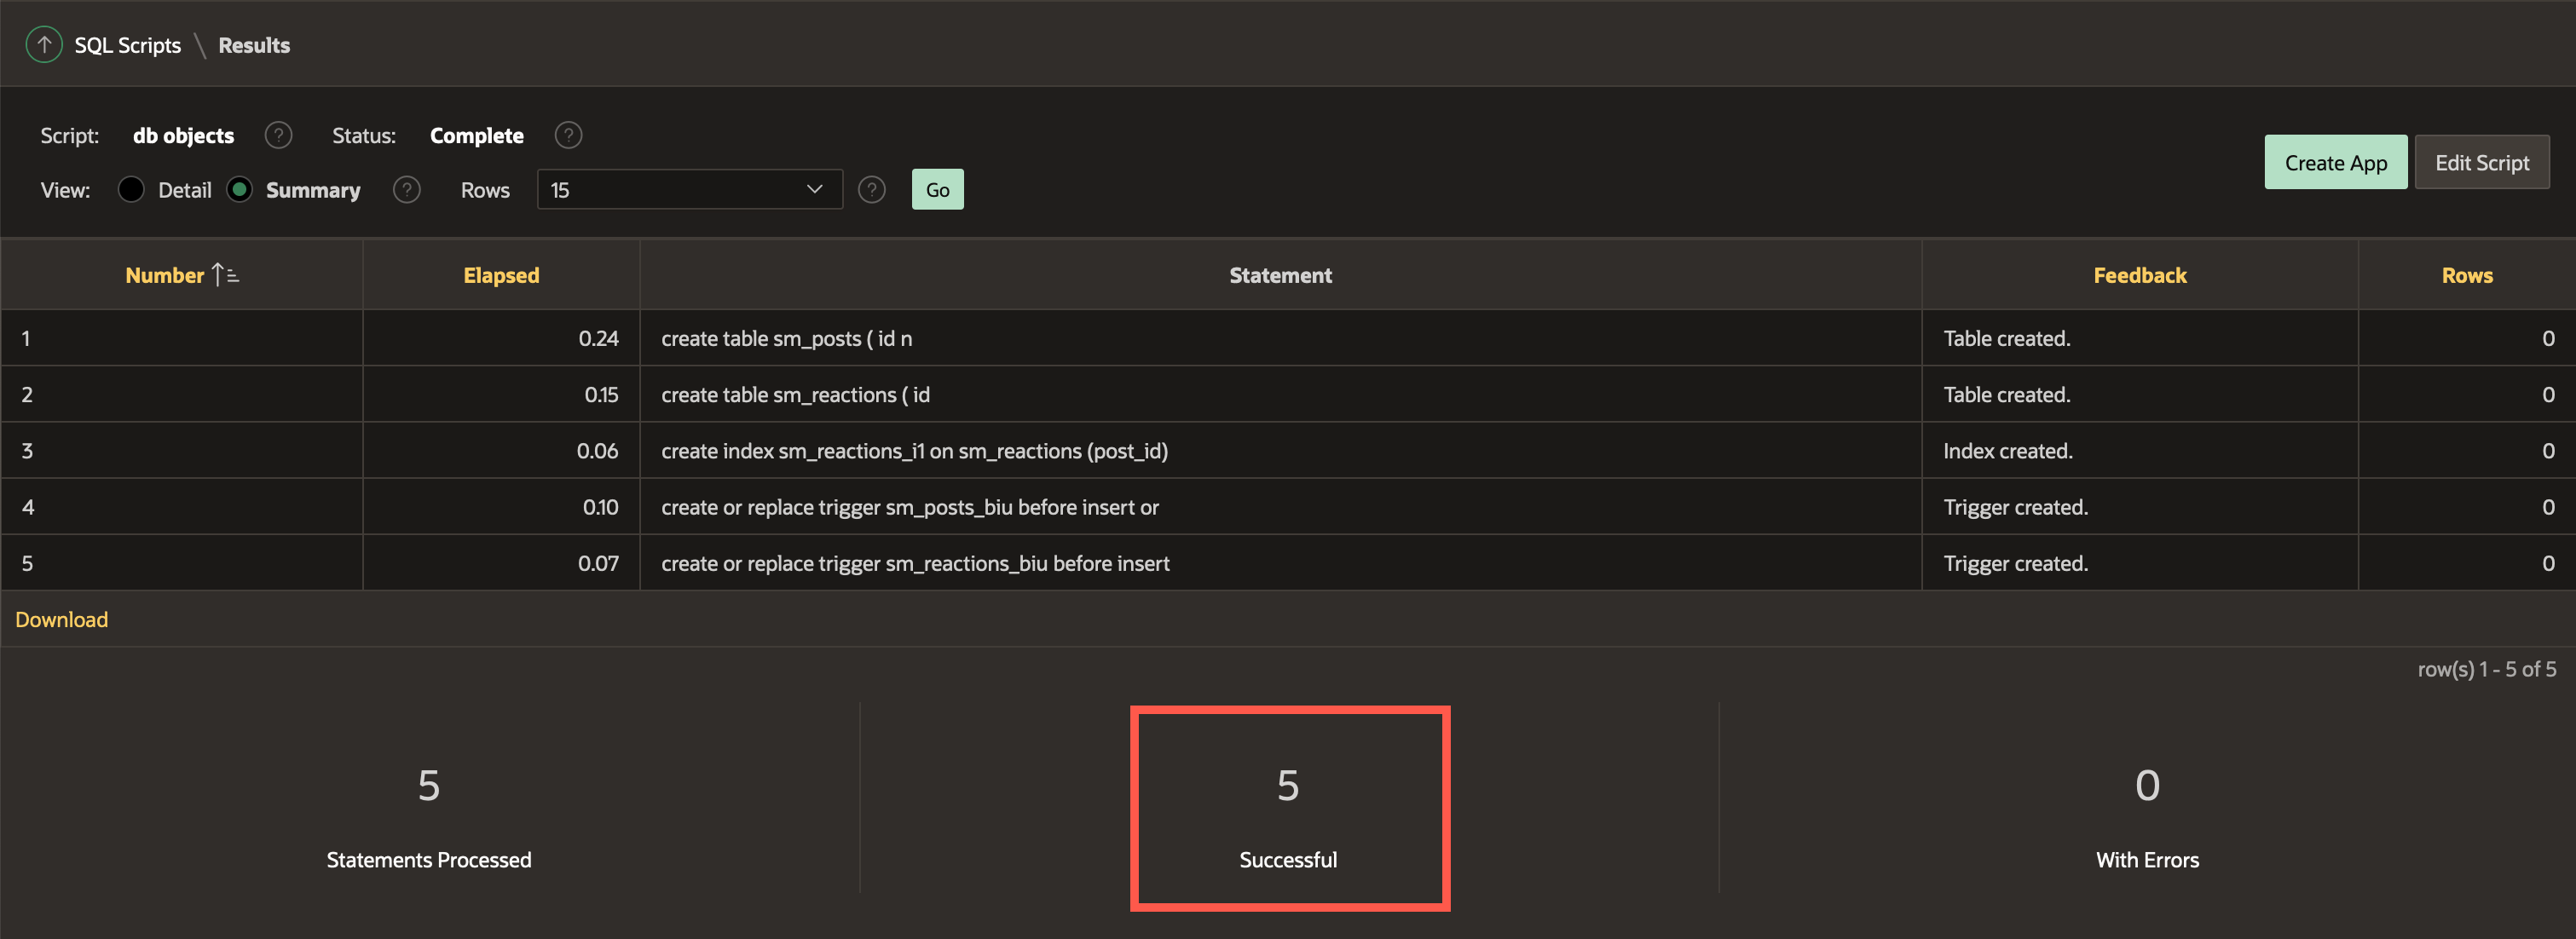 SQL Scripts \ Results
Script: db objects ? Status: Complete ?
Create App Edit Script
View: Detail Summary ? Rows 15 ? Go
Number Elapsed Statement Feedback Rows
1 0.24 create table sm_posts ( id n Table created. 0
2 0.15 create table sm_reactions ( id Table created. 0
3 0.06 create index sm_reactions_i1 on sm_reactions (post_id) Index created. 0
4 0.10 create or replace trigger sm_posts_biu before insert or Trigger created. 0
5 0.07 create or replace trigger sm_reactions_biu before insert Trigger created. 0
Download
row(s) 1 - 5 of 5
5 5 0
Statements Processed Successful With Errors